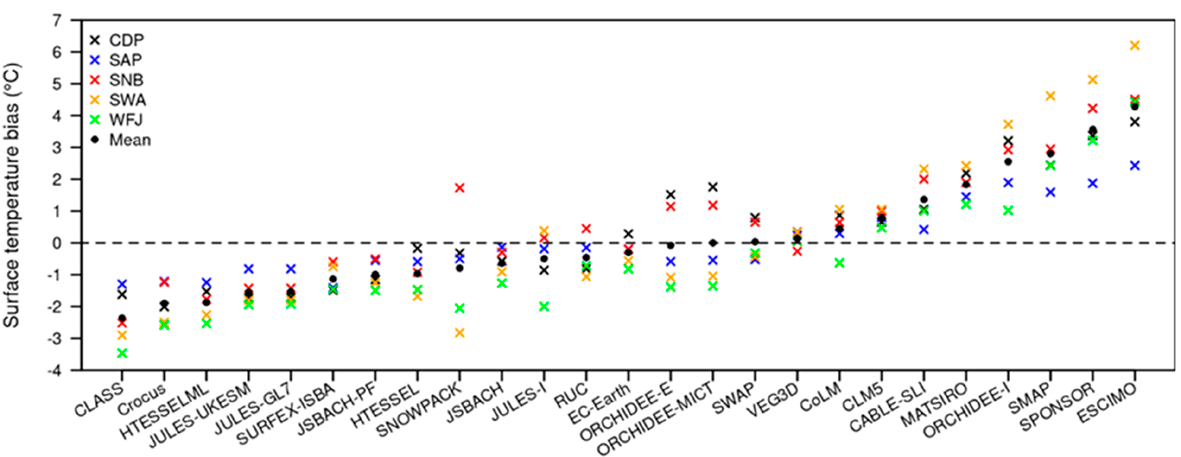 Surface temperature bias (°C)
7
6
5
4
3
2
1
0
-1
-2
-3
-4
CDP
SAP
SNB
SWA
WFJ
Mean
CLASS
Crocus
HTESSELML
JULES-UKESM
JULES-GL7
SURFEX-ISBA
JSBACH-PF
HTESSEL
SNOWPACK
JSBACH
JULES-I
RUC
EC-Earth
ORCHIDEE-E
ORCHIDEE-MICT
SWAP
VEG3D
CoLM
CLM5
CABLE-SLI
MATSIRO
ORCHIDEE-I
SMAP
SPONSOR
ESCIMO